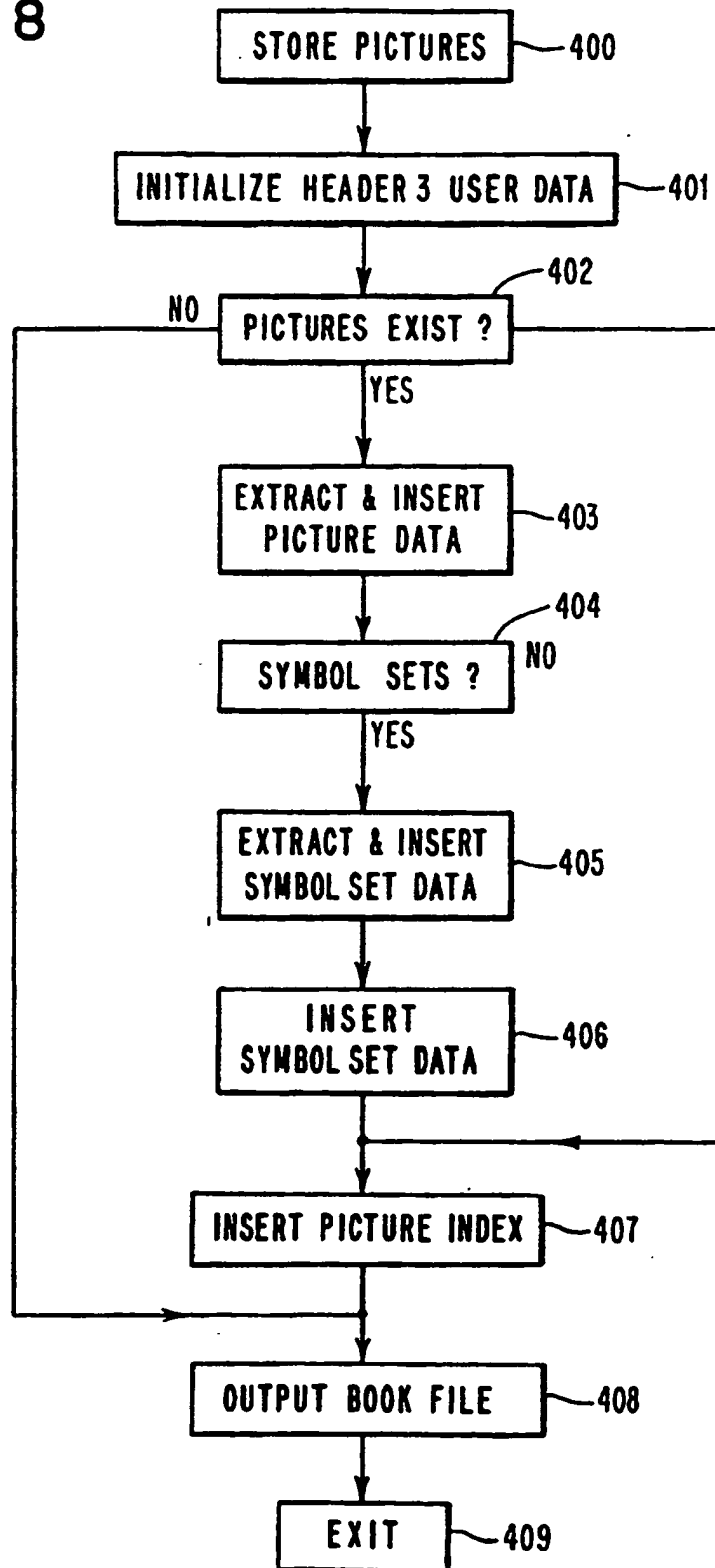 8
STORE PICTURES
400
INITIALIZE HEADER 3 USER DATA
401
402
NO
PICTURES EXIST ?
YES
EXTRACT & INSERT
PICTURE DATA
403
404
NO
SYMBOL SETS ?
YES
EXTRACT & INSERT
SYMBOL SET DATA
405
INSERT
SYMBOL SET DATA
406
INSERT PICTURE INDEX
407
OUTPUT BOOK FILE
408
EXIT
409